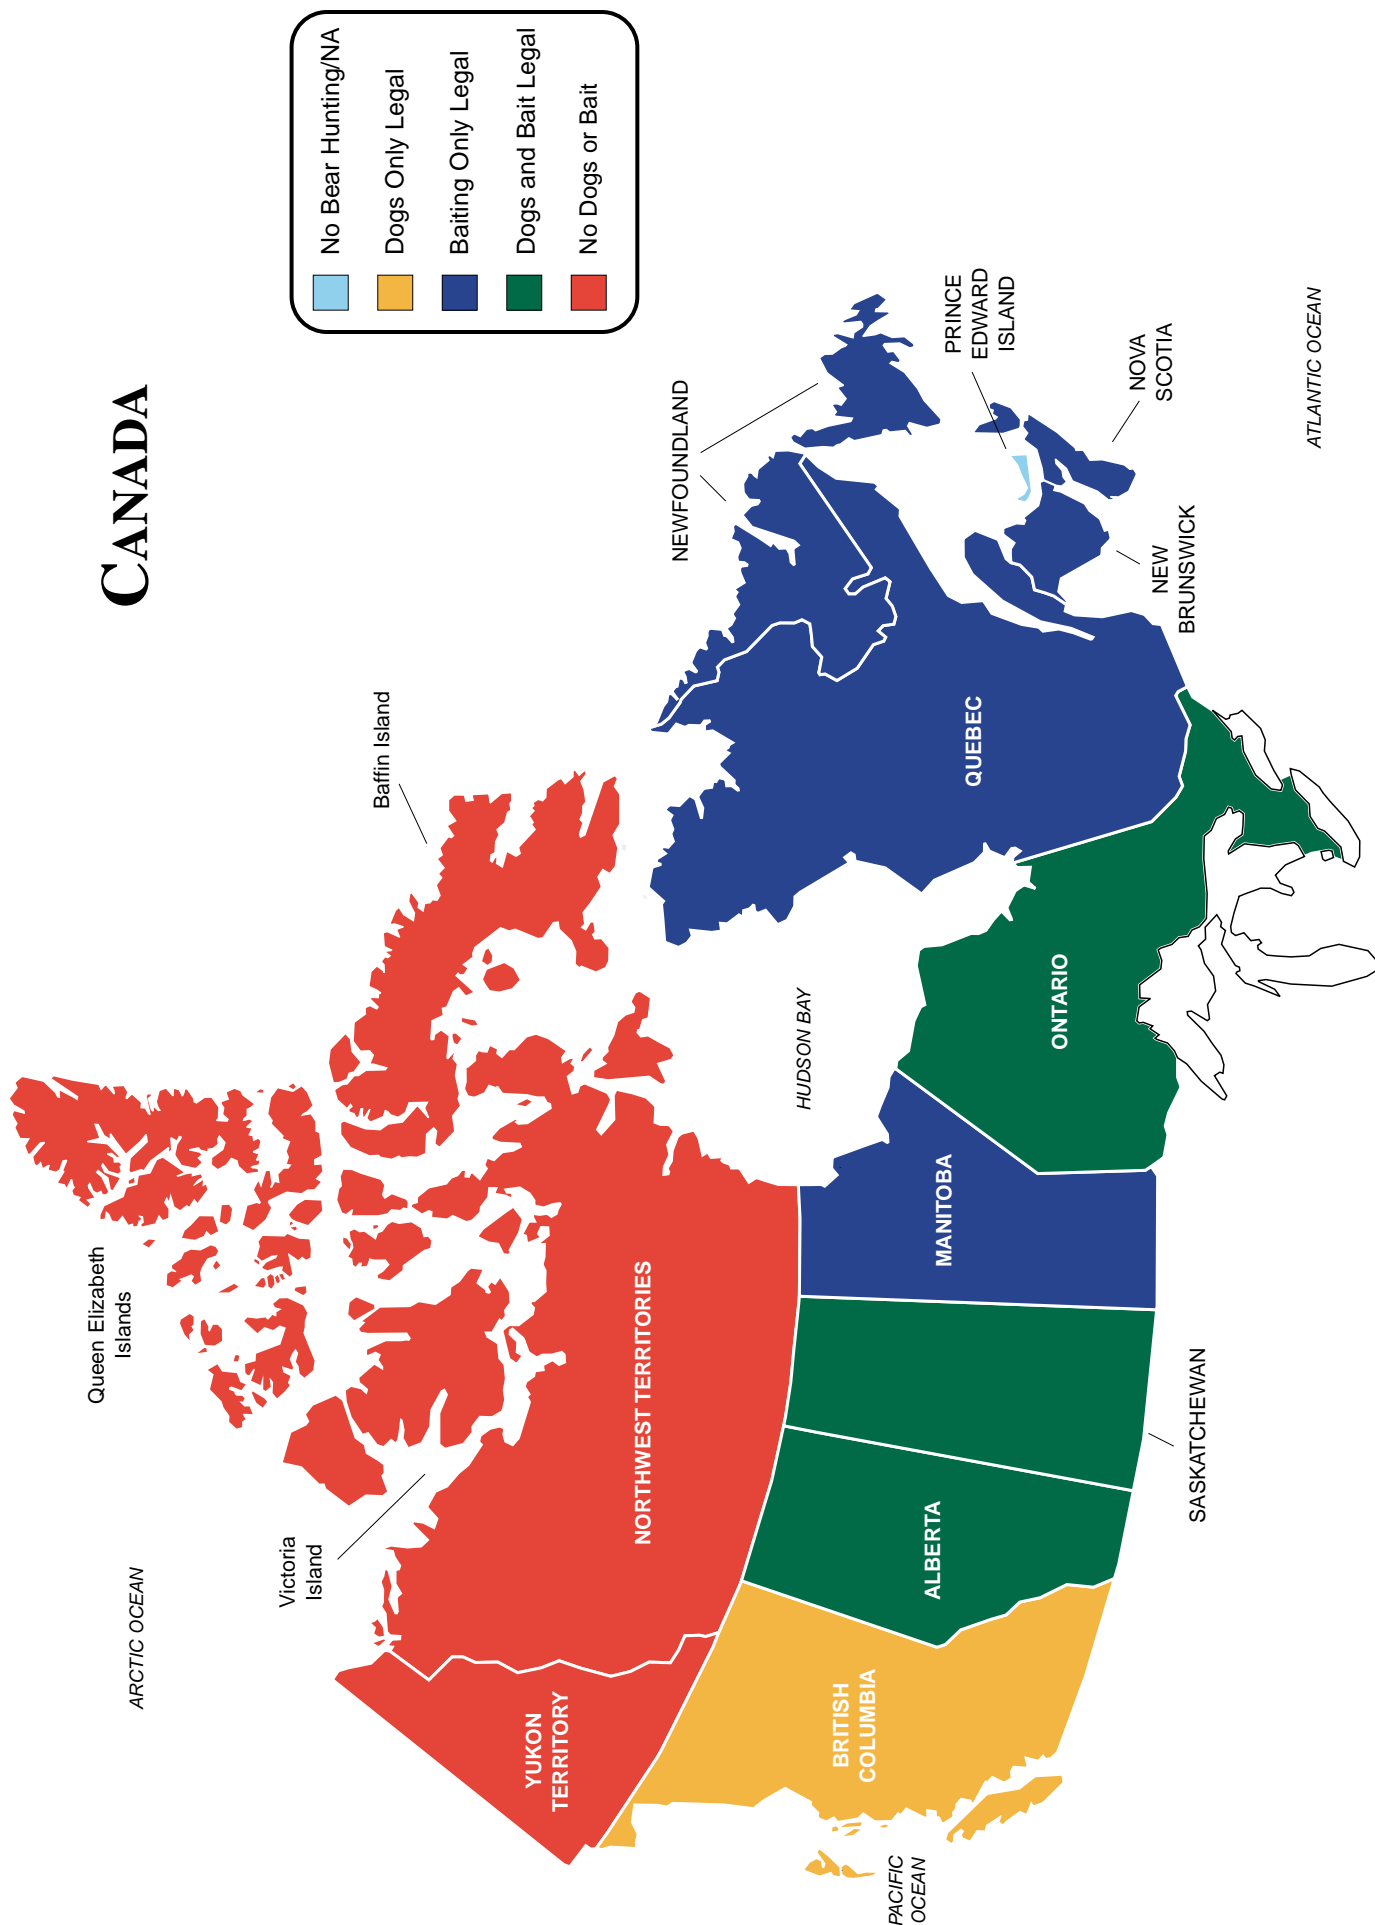 CANADA
No Bear Hunting/NA
Dogs Only Legal
Baiting Only Legal
Dogs and Bait Legal
No Dogs or Bait
ARCTIC OCEAN
Queen Elizabeth
Islands
Victoria
Island
Baffin Island
YUKON
TERRITORY
NORTHWEST TERRITORIES
HUDSON BAY
NEWFOUNDLAND
PACIFIC
OCEAN
BRITISH
COLUMBIA
ALBERTA
SASKATCHEWAN
MANITOBA
ONTARIO
QUEBEC
NEW
BRUNSWICK
PRINCE
EDWARD
ISLAND
NOVA
SCOTIA
ATLANTIC OCEAN